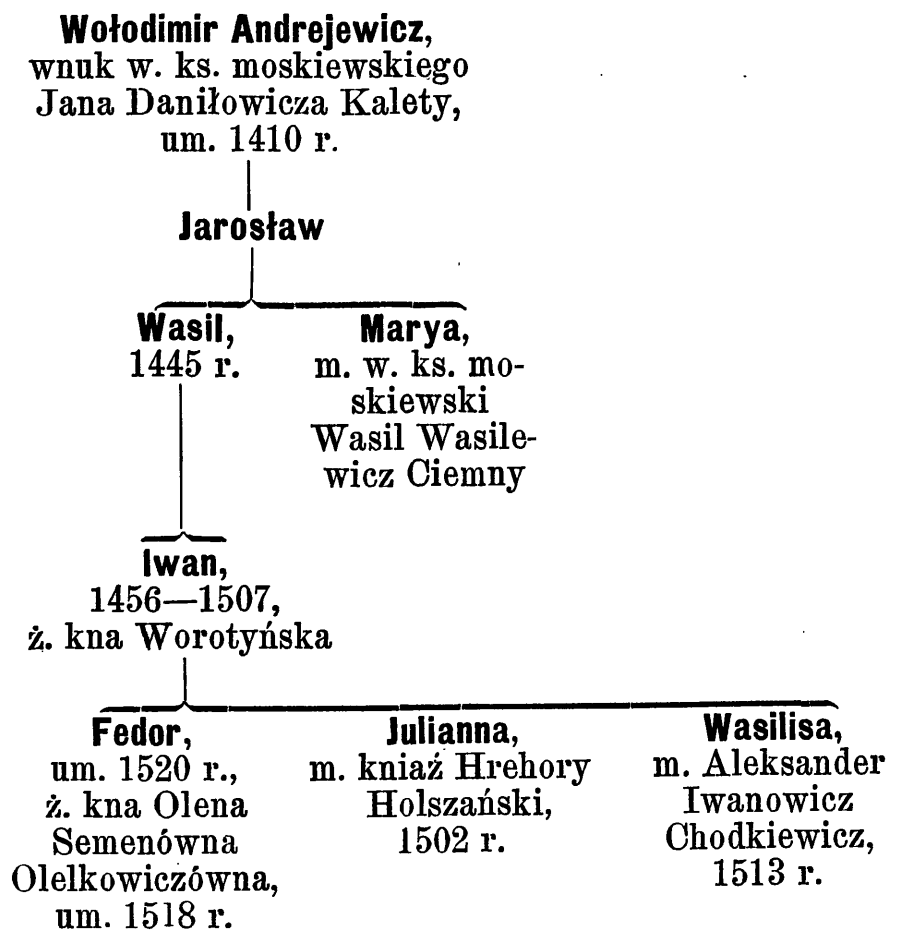 Wołodimir Andrejewicz,
wnuk w. ks. moskiewskiego
Jana Daniłowicza Kalety,
um. 1410 r.
Jarosław
Wasil,
1445 r.
Marya,
m. w. ks. mo-
skiewski
Wasil Wasile-
wicz Ciemny
Iwan,
1456—1507,
ż. kna Worotyńska
Fedor,
um. 1520 r.,
ż. kna Olena
Semenówna
Olelkowiczówna,
um. 1518 r.
Julianna,
m. kniaź Hrehory
Holszański,
1502 r.
Wasilisa,
m. Aleksander
Iwanowicz
Chodkiewicz,
1513 r.